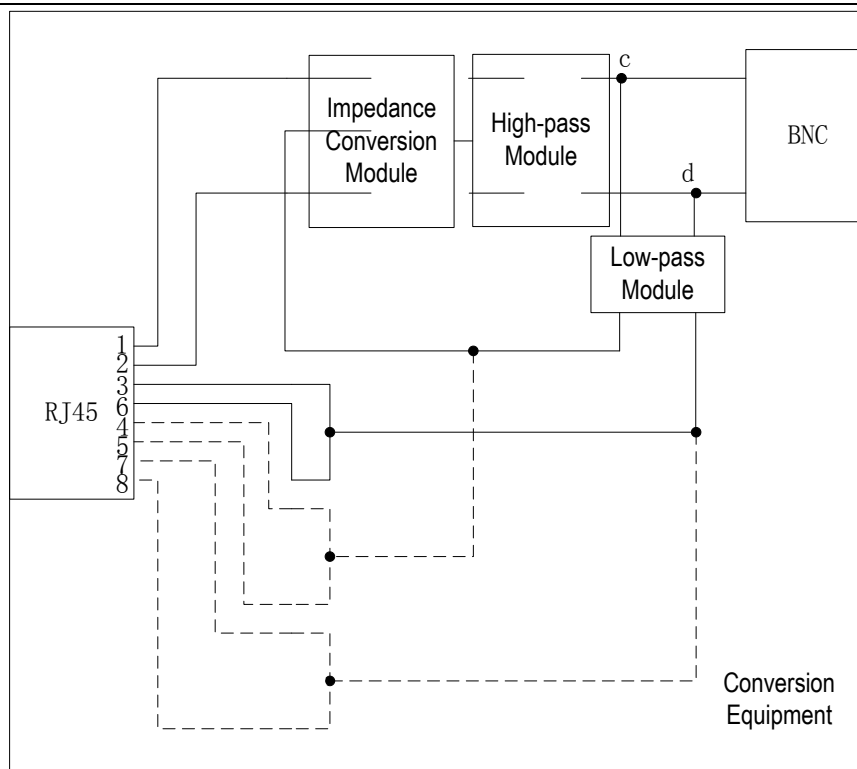 c
Impedance
Conversion
Module
High-pass
Module
BNC
d
Low-pass
Module
1
2
3
RJ45
6
4
5
7
8
Conversion
Equipment